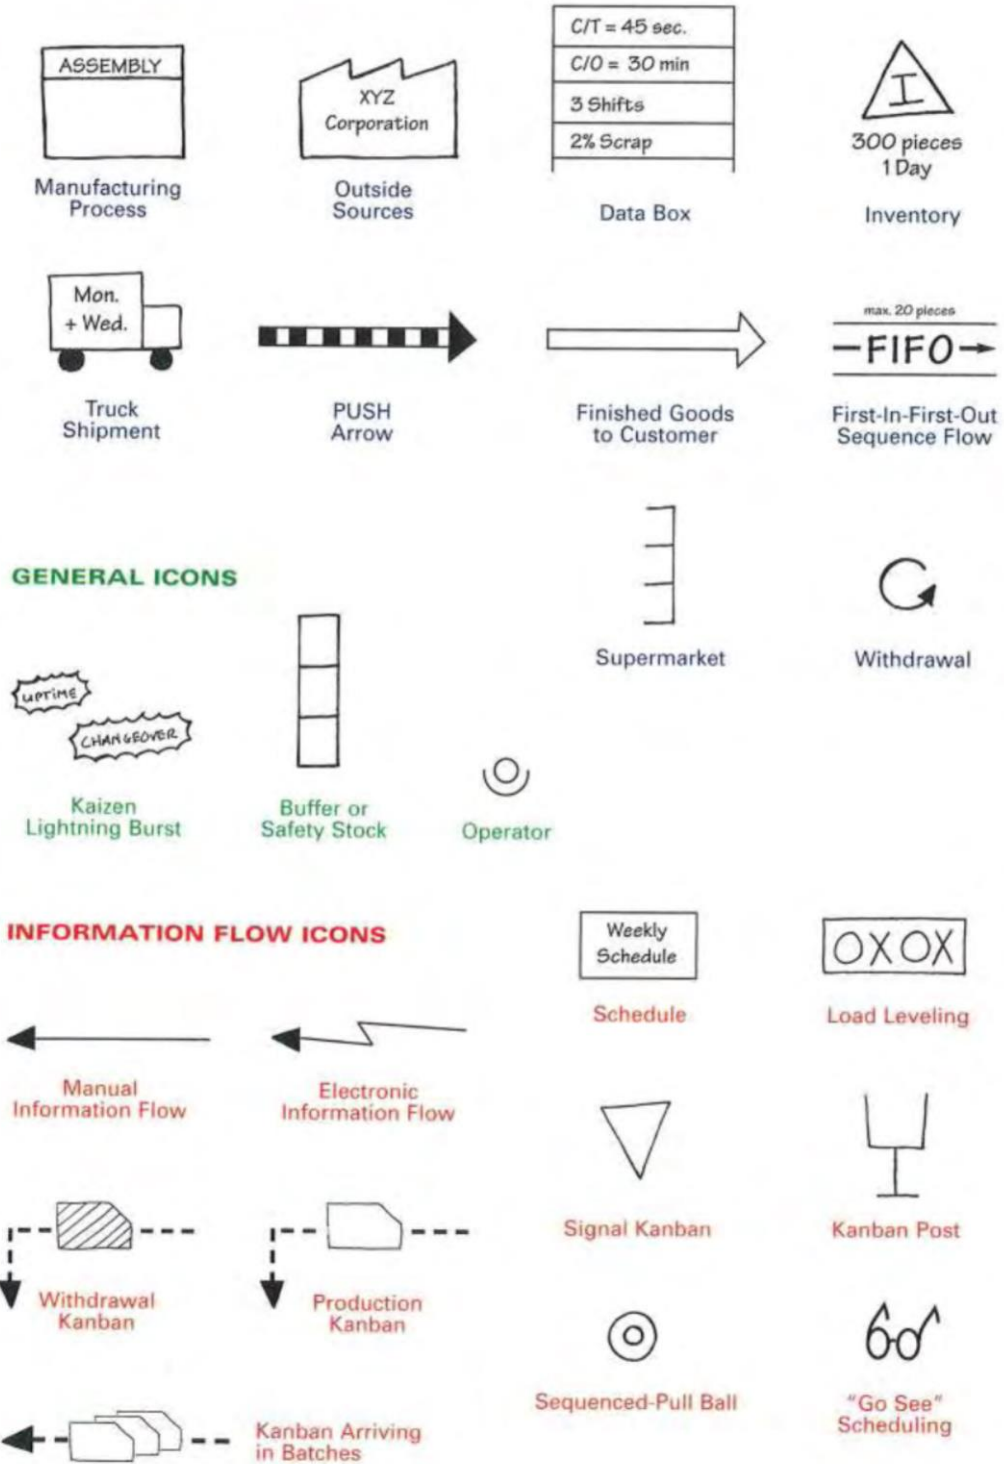 ASSEMBLY
Manufacturing
Process
XYZ
Corporation
Outside
Sources
C/T = 45 sec.
C/O = 30 min
3 Shifts
2% Scrap
Data Box
I
300 pieces
1 Day
Inventory
Mon.
+ Wed.
Truck
Shipment
PUSH
Arrow
Finished Goods
to Customer
max. 20 pieces
FIFO
First-In-First-Out
Sequence Flow
Supermarket
Withdrawal
GENERAL ICONS
UPTIME
CHANGEOVER
Kaizen
Lightning Burst
Buffer or
Safety Stock
Operator
INFORMATION FLOW ICONS
Manual
Information Flow
Electronic
Information Flow
Weekly
Schedule
Schedule
OXOX
Load Leveling
Signal Kanban
Kanban Post
Withdrawal
Kanban
Production
Kanban
Sequenced-Pull Ball
"Go See"
Scheduling
Kanban Arriving
in Batches